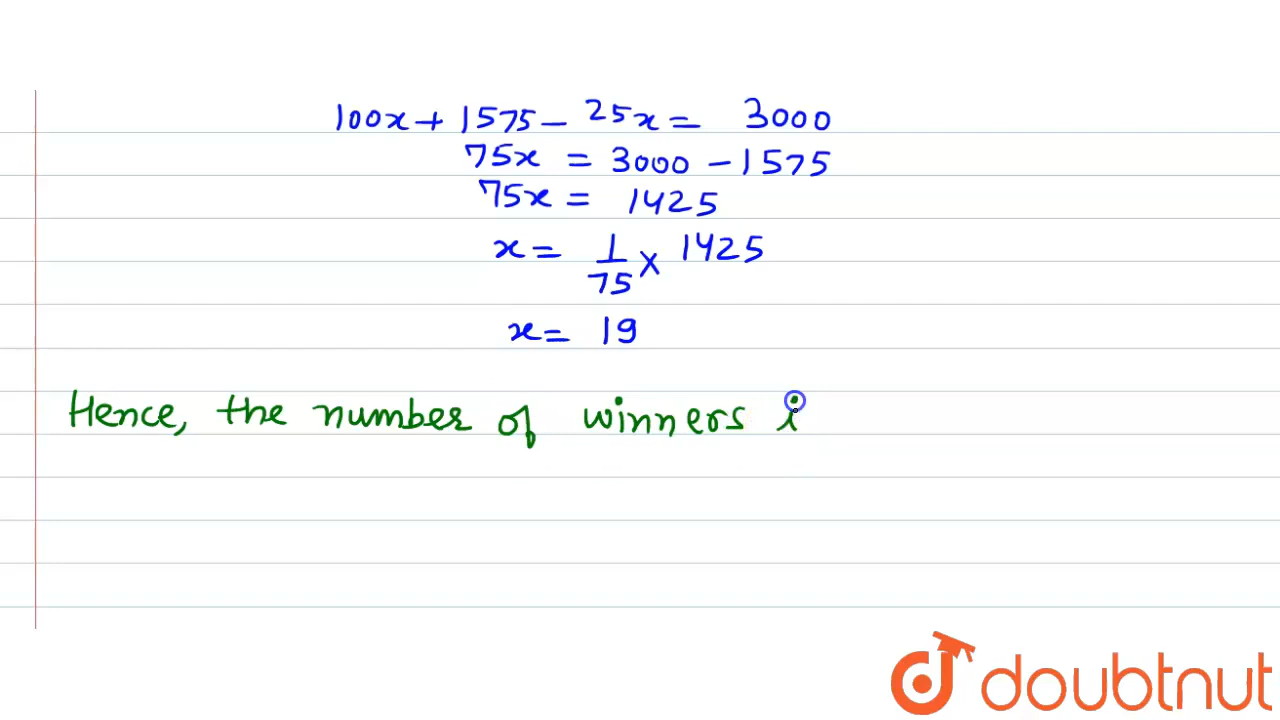 100x + 1575 - 25x = 3000
75x = 3000 - 1575
75x = 1425
x = 1/75 × 1425
x = 19
Hence, the number of winners i
doubtnut